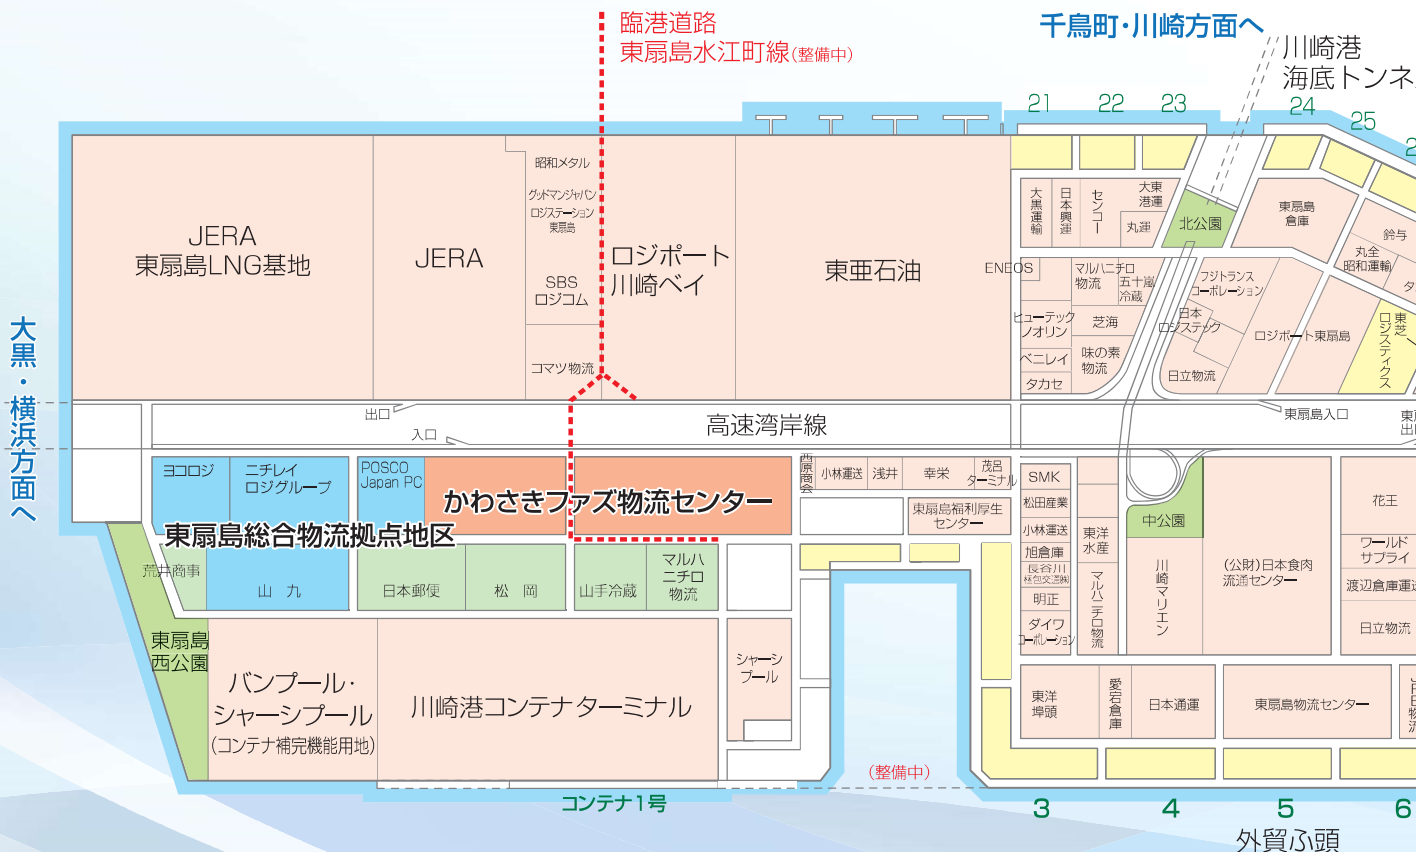 臨港道路
東扇島水江町線(整備中)
千鳥町・川崎方面へ
川崎港
海底トンネ
21
22
23
24
25
JERA
東扇島LNG基地
JERA
昭和メタル
グッドマンジャパン
ロジステーション
東扇島
SBS
ロジコム
コマツ物流
ロジポート
川崎ベイ
東亜石油
大黒運輸
日本興運
センコー
大東
港運
丸運
北公園
東扇島
倉庫
鈴与
丸全
昭和運輸
ENEOS
マルハニチロ
物流
五十嵐
冷蔵
フジトランス
コーポレーション
ヒューテック
ノオリン
芝海
日本
ロジステック
ロジポート東扇島
東芝
ロジスティクス
ベニレイ
味の素
物流
タカセ
日立物流
大黒・横浜方面へ
出口
入口
高速湾岸線
東扇島入口
ヨコロジ
ニチレイ
ロジグループ
POSCO
Japan PC
かわさきファズ物流センター
東扇島総合物流拠点地区
西原商会
小林運送
浅井
幸栄
茂呂
ターミナル
東扇島福利厚生
センター
SMK
松田産業
小林運送
旭倉庫
長谷川
梱包交通㈱
明正
ダイワ
コーポレーション
東洋
水産
マルハニチロ物流
中公園
川崎マリエン
(公財)日本食肉
流通センター
花王
ワールド
サプライ
渡辺倉庫運送
日立物流
荒井商事
山九
日本郵便
松岡
山手冷蔵
マルハ
ニチロ
物流
東扇島
西公園
バンプール・
シャーシプール
(コンテナ補完機能用地)
川崎港コンテナターミナル
シャーシ
プール
東洋
埠頭
愛宕倉庫
日本通運
東扇島物流センター
(整備中)
コンテナ1号
3
4
5
6
外貿ふ頭